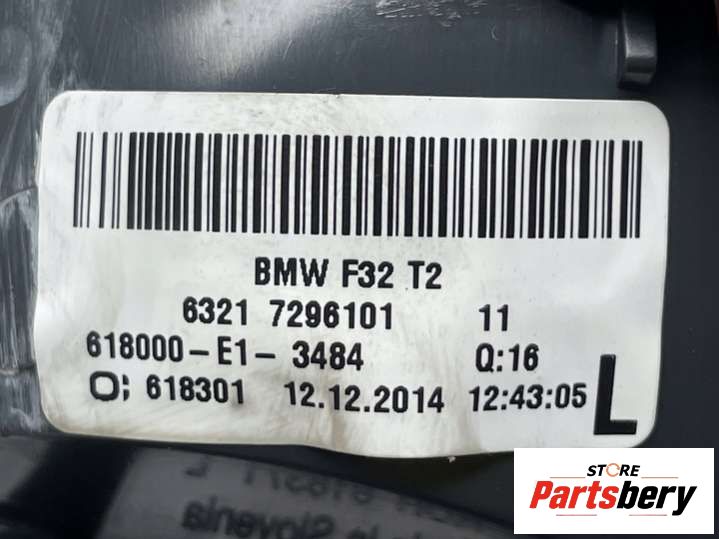 BMW F32 T2
6321 7296101 11
618000-E1- 3484 Q:16
O; 618301 12.12.2014 12:43:05 L
Slovenia
STORE
Partsbery